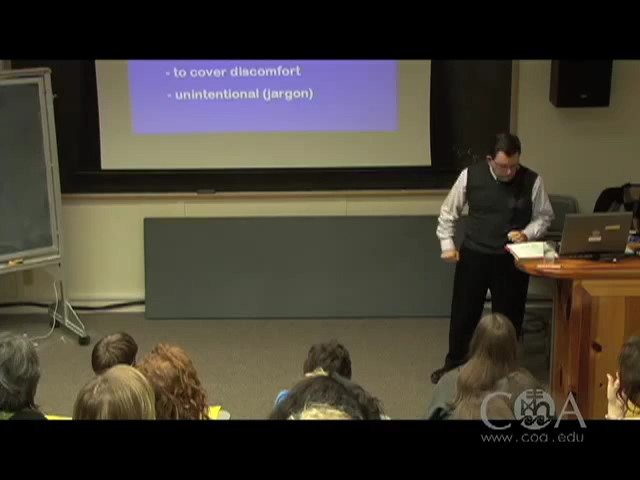 - to cover discomfort
- unintentional (jargon)
COA
www.coa.edu